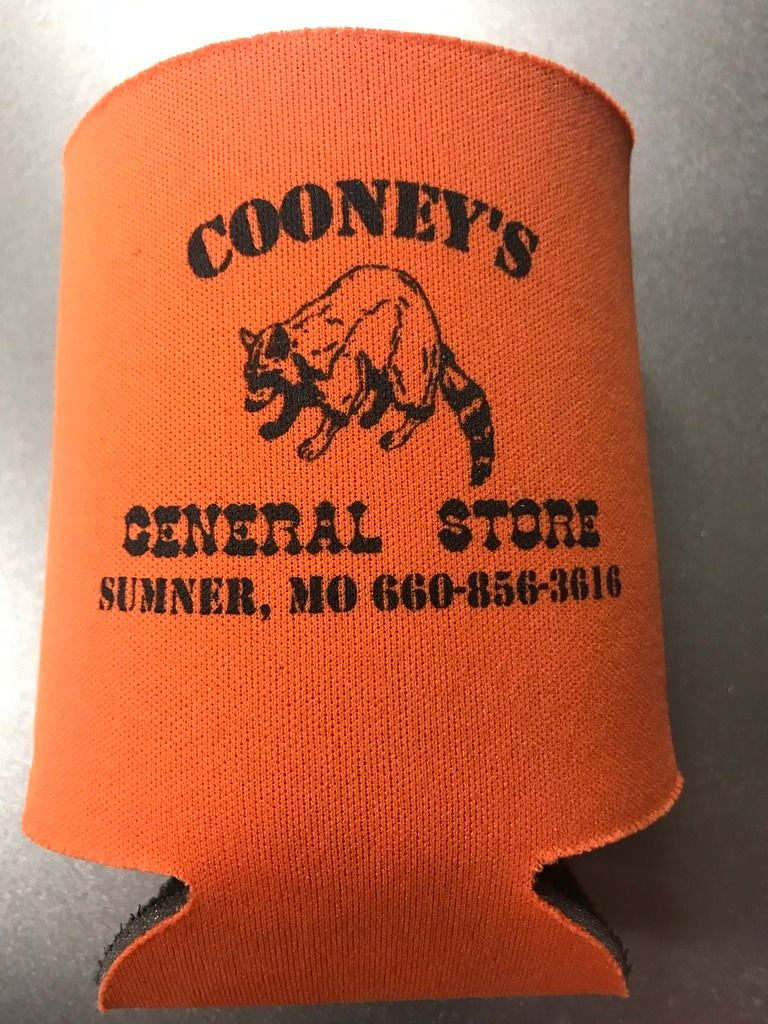 COONEY'S
GENERAL STORE
SUMNER, MO 660-856-3616